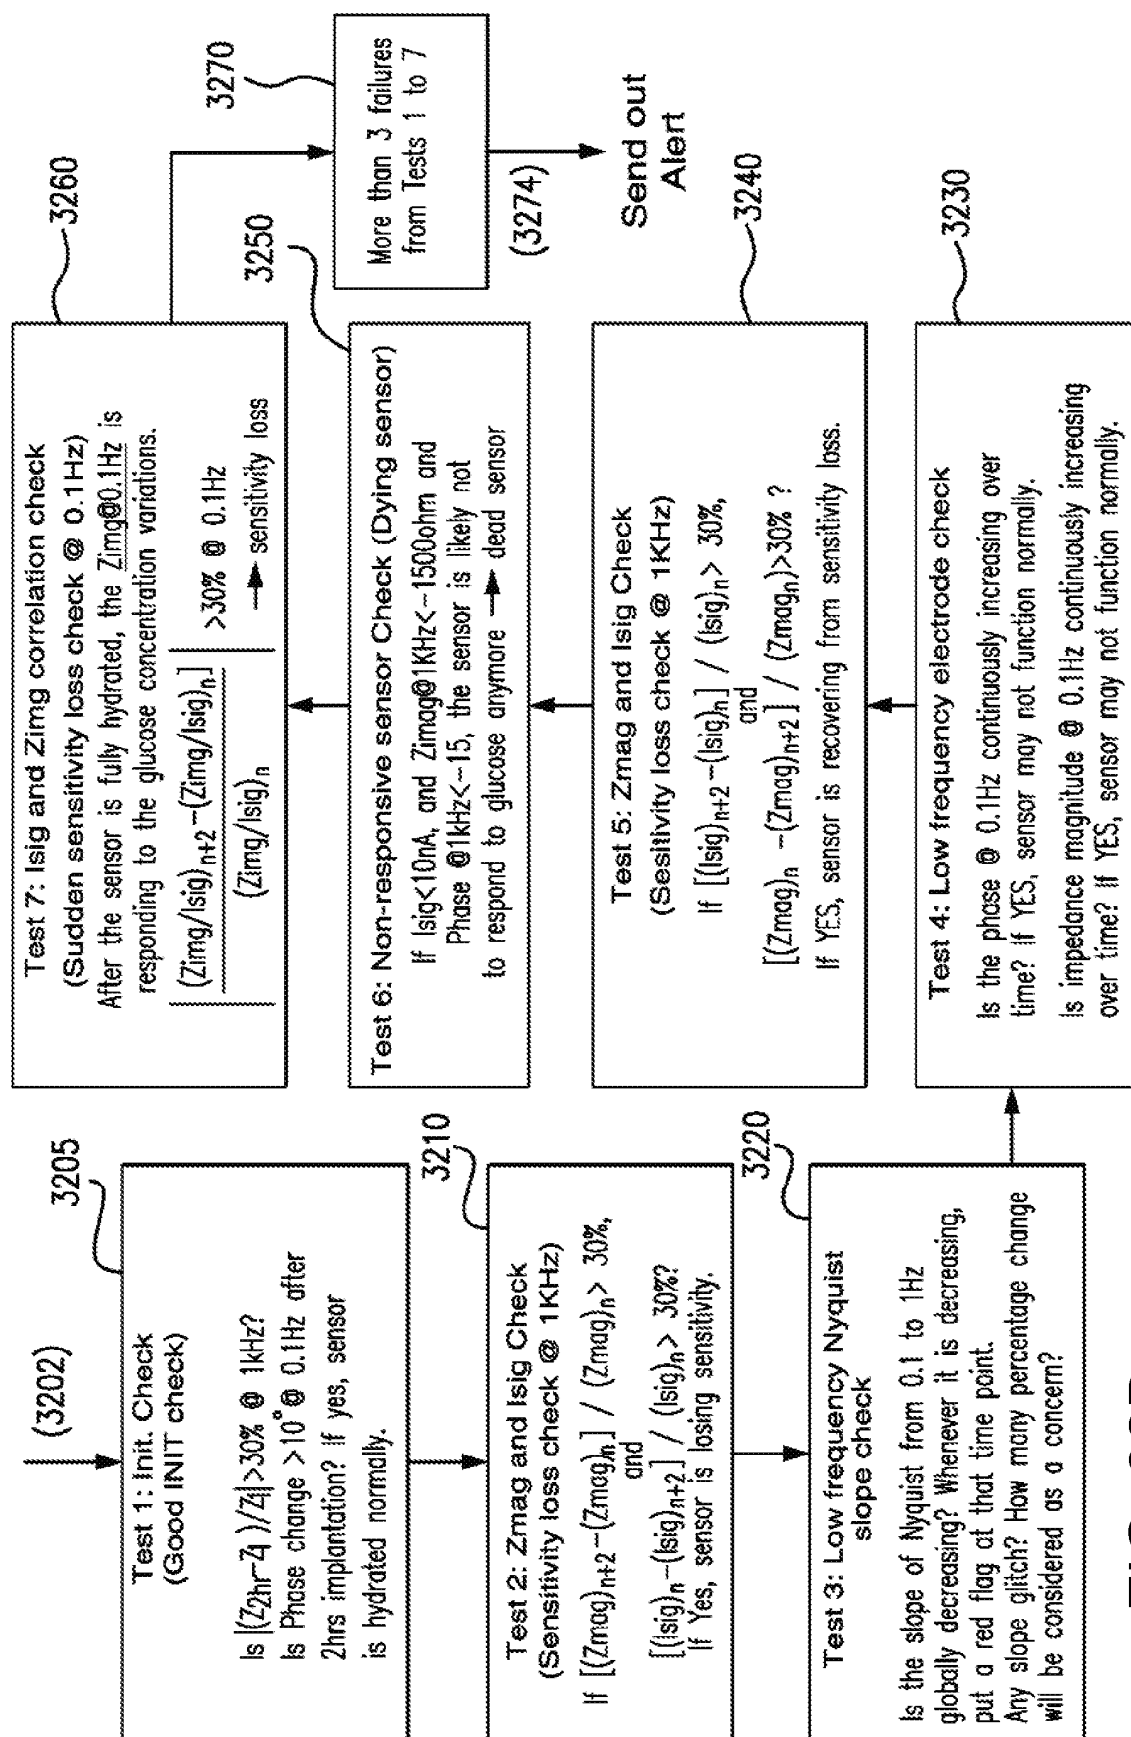 (3202)
3205
Test 1: Init. Check
(Good INIT check)
Is |(Z2hr-Zi)/Zi|>30% @ 1kHz?
Is Phase change >10°@ 0.1Hz after
2hrs implantation? If yes, sensor
is hydrated normally.
3210
Test 2: Zmag and Isig Check
(Sensitivity loss check @ 1KHz)
If [(Zmag)n+2-(Zmag)n] / (Zmag)n> 30%,
and
[(Isig)n-(Isig)n+2] / (Isig)n> 30%?
If Yes, sensor is losing sensitivity.
3220
Test 3: Low frequency Nyquist
slope check
Is the slope of Nyquist from 0.1 to 1Hz
globally decreasing? Whenever it is decreasing,
put a red flag at that time point.
Any slope glitch? How many percentage change
will be considered as a concern?
3230
Test 4: Low frequency electrode check
Is the phase @ 0.1Hz continuously increasing over
time? If YES, sensor may not function normally.
Is impedance magnitude @ 0.1Hz continuously increasing
over time? If YES, sensor may not function normally.
3240
Test 5: Zmag and Isig Check
(Sesitivity loss check @ 1KHz)
If [(Isig)n+2-(Isig)n] / (Isig)n> 30%,
and
[(Zmag)n -(Zmag)n+2] / (Zmagn)>30% ?
If YES, sensor is recovering from sensitivity loss.
3250
Test 6: Non-responsive sensor Check (Dying sensor)
If Isig<10nA, and Zimag@1KHz<-1500ohm and
Phase @1kHz<-15, the sensor is likely not
to respond to glucose anymore → dead sensor
3260
Test 7: Isig and Zimg correlation check
(Sudden sensitivity loss check @ 0.1Hz)
After the sensor is fully hydrated, the Zimg@0.1Hz is
responding to the glucose concentration variations.
|(Zimg/Isig)n+2-(Zimg/Isig)n]| >30% @ 0.1Hz
(Zimg/Isig)n → sensitivity loss
3270
More than 3 failures
from Tests 1 to 7
(3274)
Send out
Alert